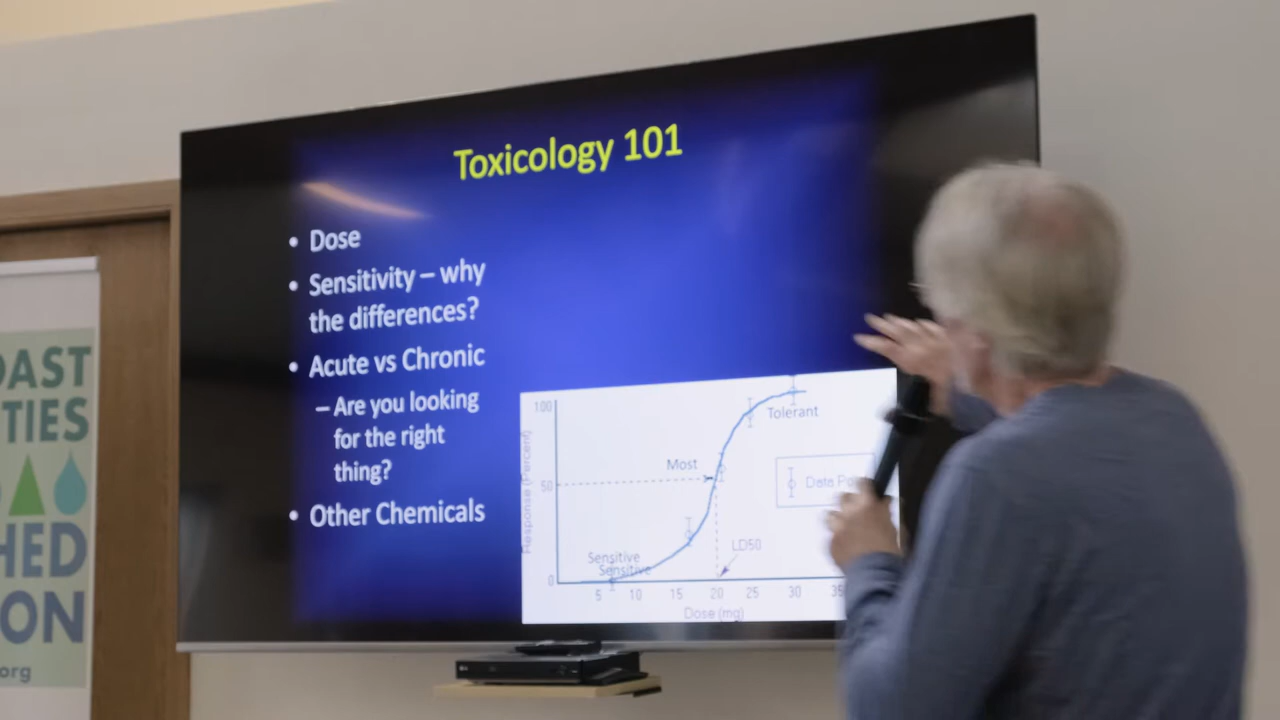 Toxicology 101
• Dose
• Sensitivity – why
the differences?
• Acute vs Chronic
– Are you looking
for the right
thing?
• Other Chemicals
100
Tolerant
Most
50
Data
Response (Percent)
LD50
Sensitive
Sensitive
0
5 10 15 20 25 30
Dose (mg)
OAST
TIES
HED
ON
org